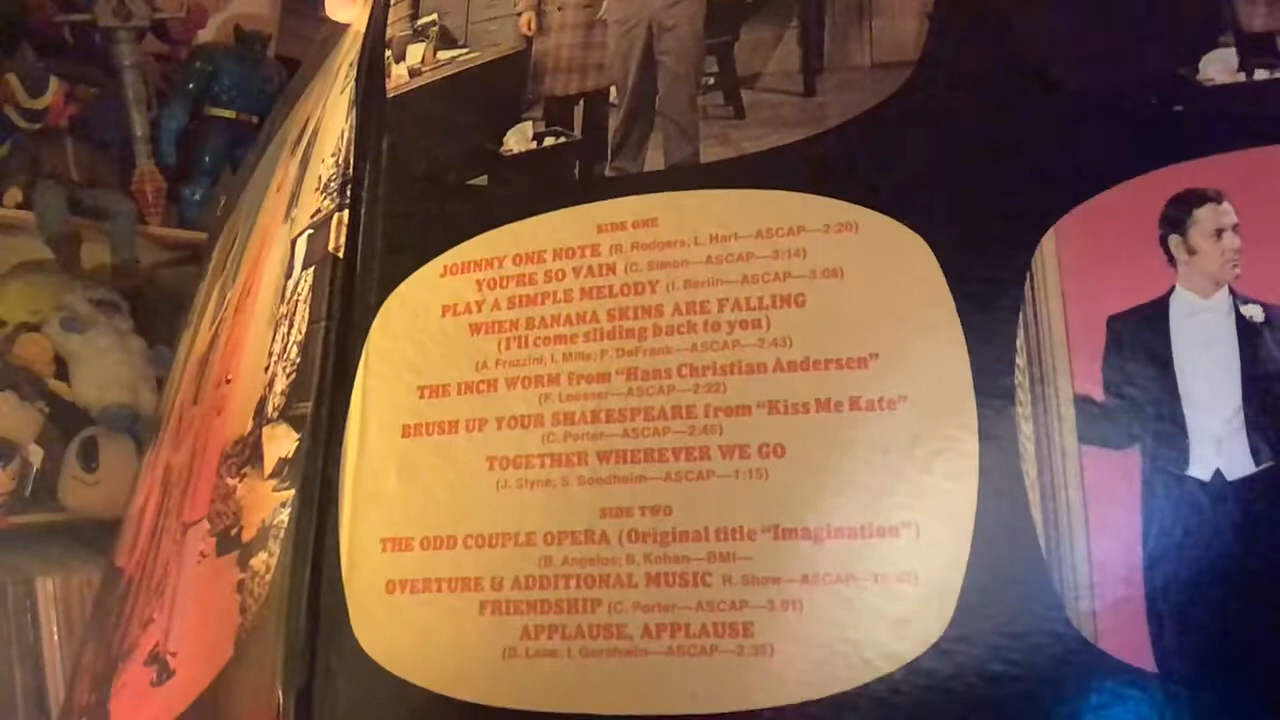 SIDE ONE
JOHNNY ONE NOTE (R. Rodgers, L. Hart—ASCAP—2:20)
YOU'RE SO VAIN (C. Simon—ASCAP—3:14)
PLAY A SIMPLE MELODY (I. Berlin—ASCAP—3:08)
WHEN BANANA SKINS ARE FALLING
(I'll come sliding back to you)
(A. Frazzini; I. Mills; P. DeFrank—ASCAP—2:43)
THE INCH WORM from "Hans Christian Andersen"
(F. Loesser—ASCAP—2:22)
BRUSH UP YOUR SHAKESPEARE from "Kiss Me Kate"
(C. Porter—ASCAP—2:46)
TOGETHER WHEREVER WE GO
(J. Styne; S. Sondheim—ASCAP—1:15)
SIDE TWO
THE ODD COUPLE OPERA (Original title "Imagination")
(B. Angelos; B. Kohan—BMI—
OVERTURE & ADDITIONAL MUSIC H. Shaw—ASCAP—
FRIENDSHIP (C. Porter—ASCAP—3:01)
APPLAUSE, APPLAUSE
(B. Lane; I. Gershwin—ASCAP—2:35)